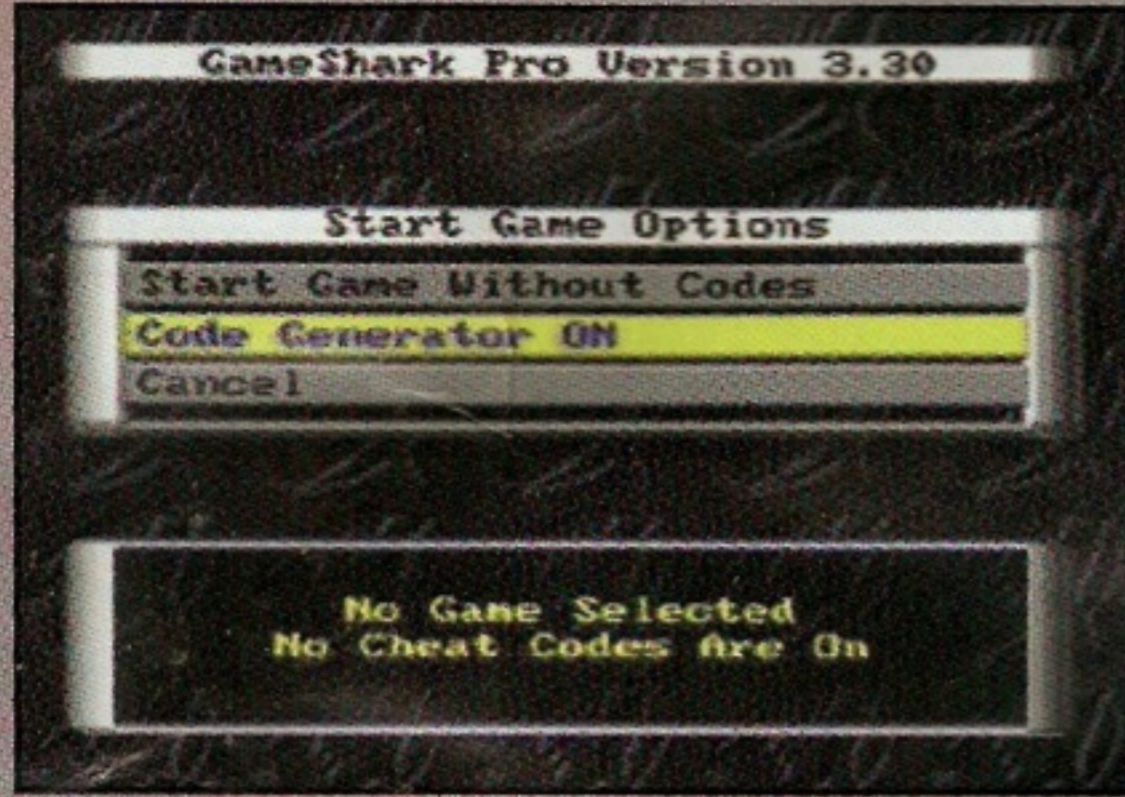 GameShark Pro Version 3.30
Start Game Options
Start Game Without Codes
Code Generator ON
Cancel
No Game Selected
No Cheat Codes Are On